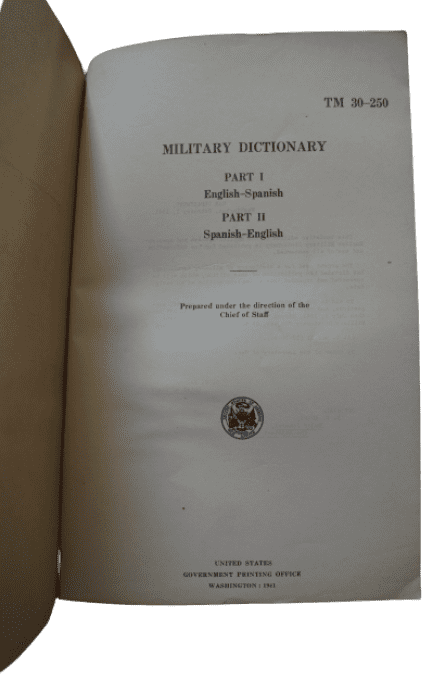 TM 30-250
MILITARY DICTIONARY
PART I
English-Spanish
PART II
Spanish-English
Prepared under the direction of the
Chief of Staff
UNITED STATES
GOVERNMENT PRINTING OFFICE
WASHINGTON :